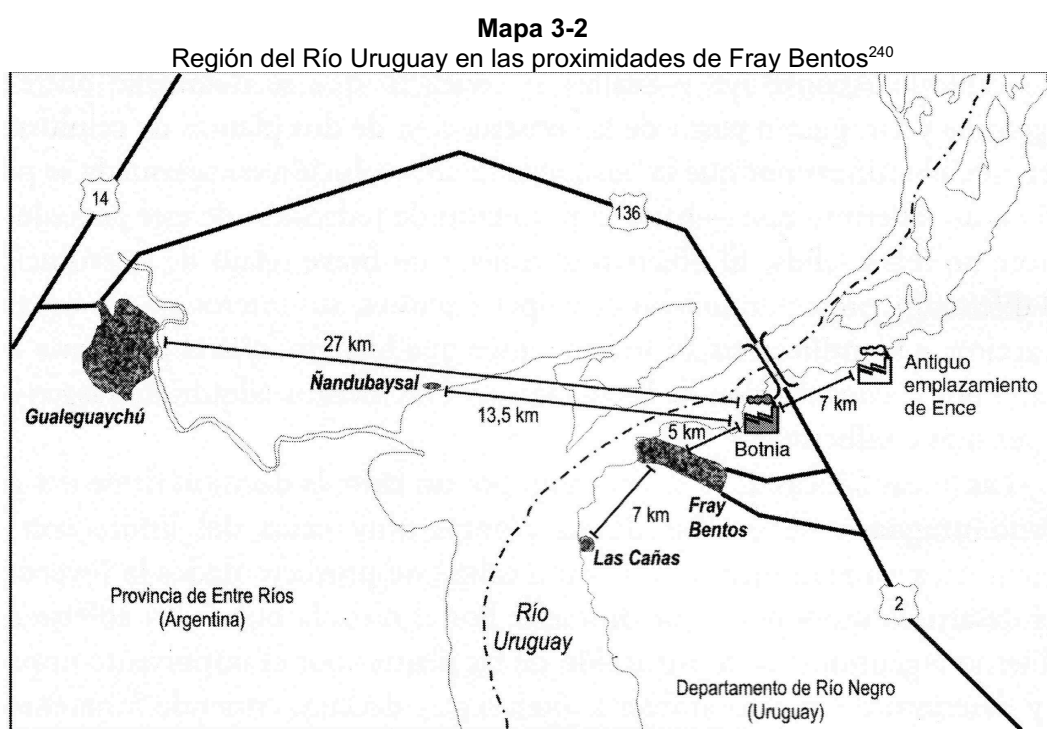 Mapa 3-2
Región del Río Uruguay en las proximidades de Fray Bentos240
14
136
27 km.
Ñandubaysal
Gualeguaychú
13,5 km
5 km
Botnia
7 km
Antiguo
emplazamiento
de Ence
Fray
Bentos
7 km
Las Cañas
Provincia de Entre Ríos
(Argentina)
Río
Uruguay
2
Departamento de Río Negro
(Uruguay)